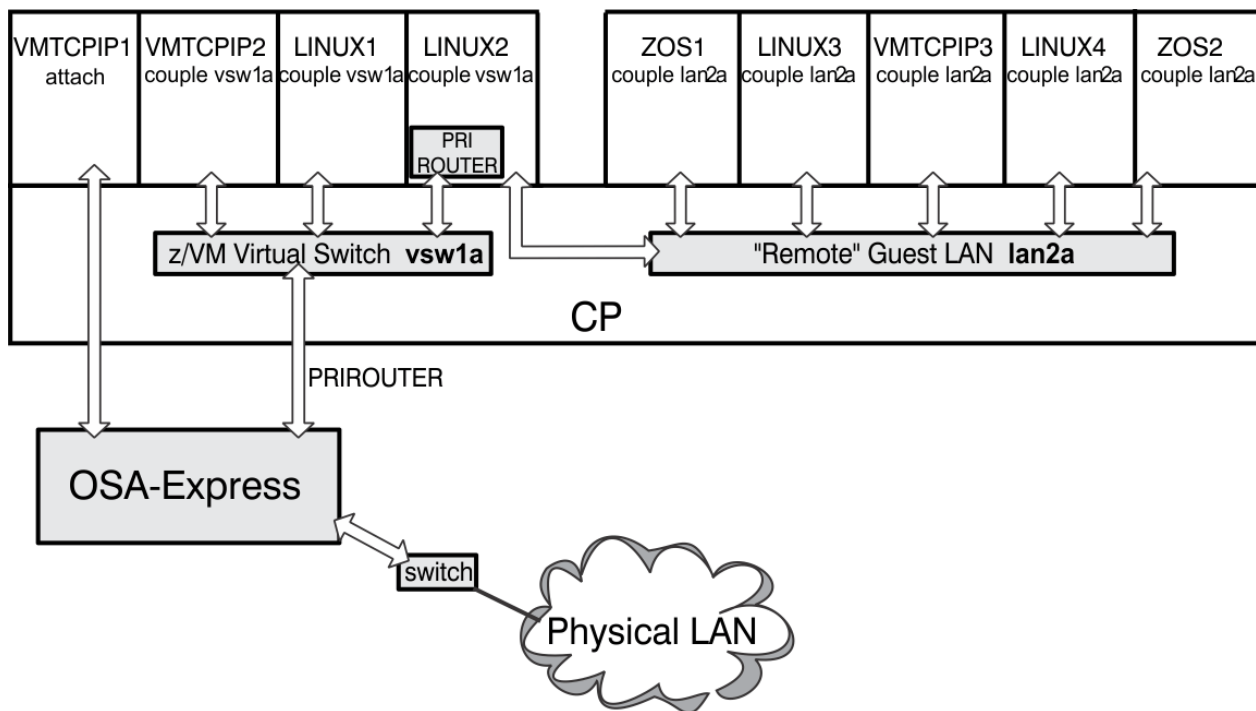 VMTCPIP1
attach
VMTCPIP2
couple vsw1a
LINUX1
couple vsw1a
LINUX2
couple vsw1a
PRI
ROUTER
ZOS1
couple lan2a
LINUX3
couple lan2a
VMTCPIP3
couple lan2a
LINUX4
couple lan2a
ZOS2
couple lan2a
z/VM Virtual Switch vsw1a
"Remote" Guest LAN lan2a
CP
PRIROUTER
OSA-Express
switch
Physical LAN